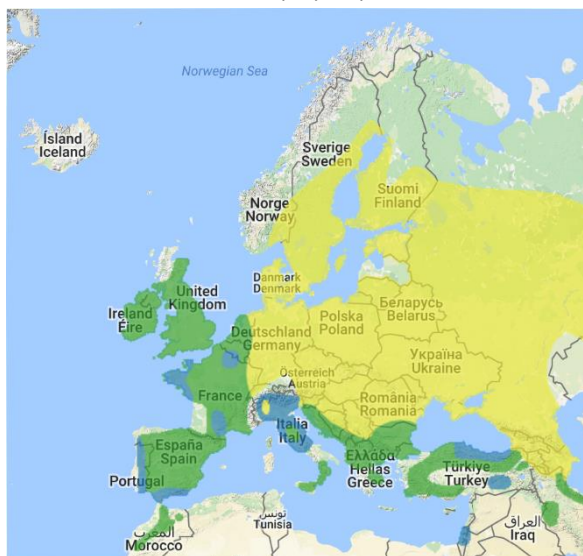 Norwegian Sea
Ísland
Iceland
Sverige
Sweden
Suomi
Finland
Norge
Norway
Danmark
Denmark
United
Kingdom
Ireland
Éire
Беларусь
Belarus
Polska
Poland
Deutschland
Germany
Україна
Ukraine
Österreich
Austria
France
România
Romania
Italia
Italy
España
Spain
Ελλάδα
Hellas
Greece
Türkiye
Turkey
Portugal
تونس
Tunisia
العراق
Iraq
المغرب
Morocco